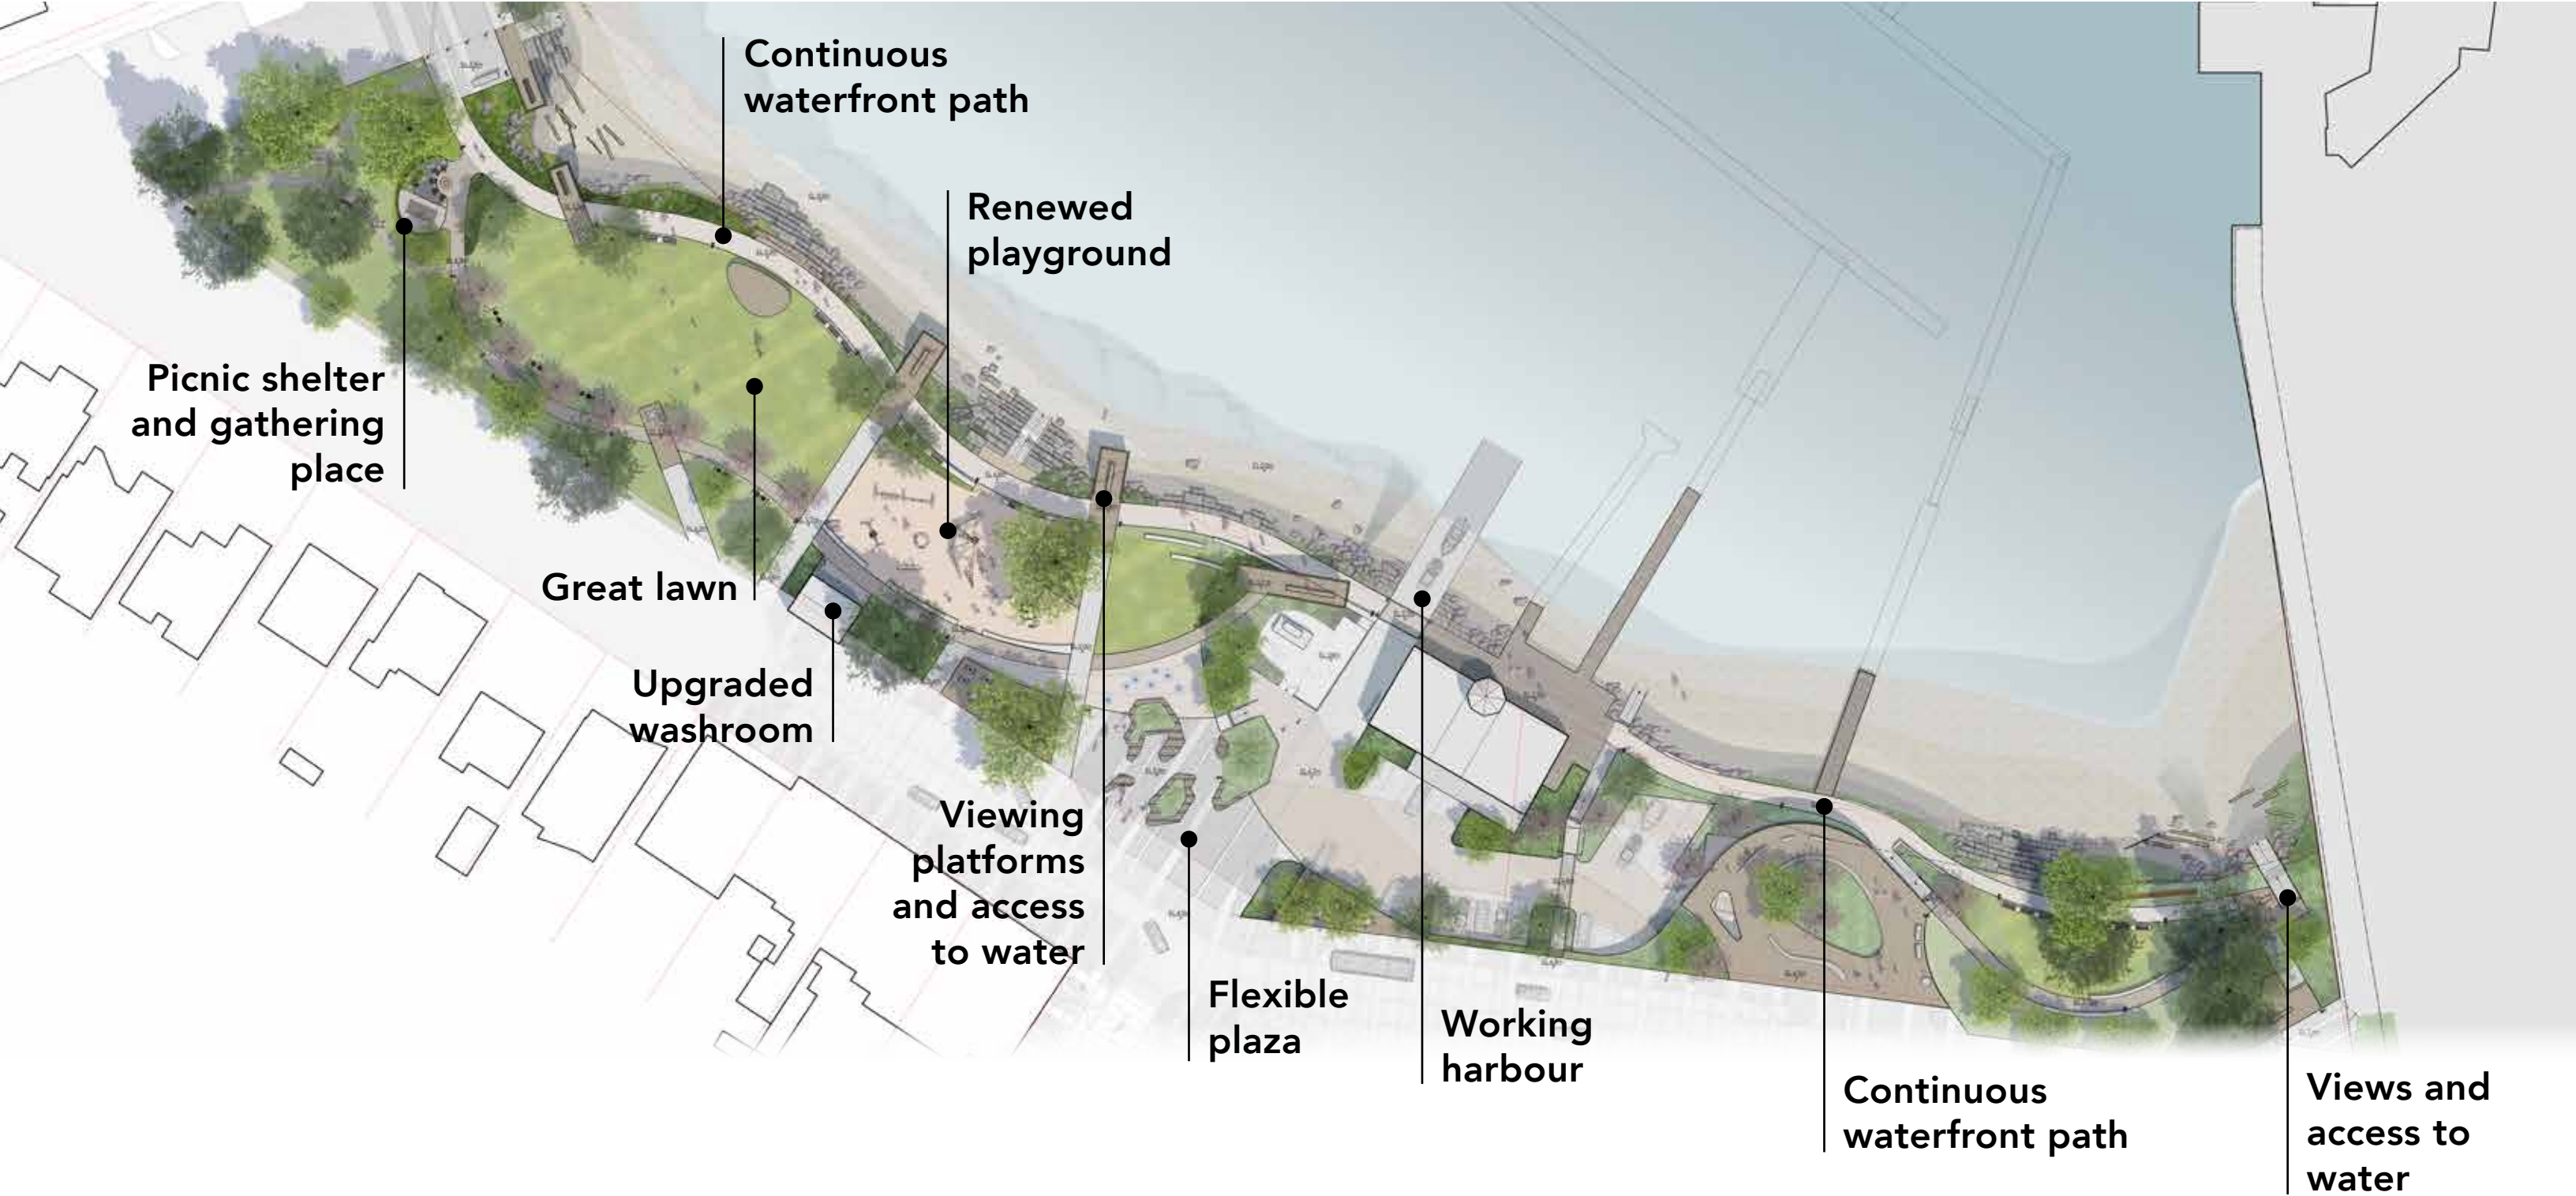 Continuous
waterfront path
Renewed
playground
Picnic shelter
and gathering
place
Great lawn
Upgraded
washroom
Viewing
platforms
and access
to water
Flexible
plaza
Working
harbour
Continuous
waterfront path
Views and
access to
water